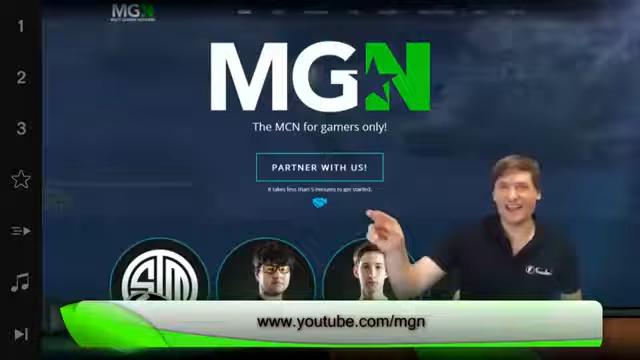 MGN
1
MGN
2
The MCN for gamers only!
3
PARTNER WITH US!
It takes less than 5 minutes to get started.
www.youtube.com/mgn